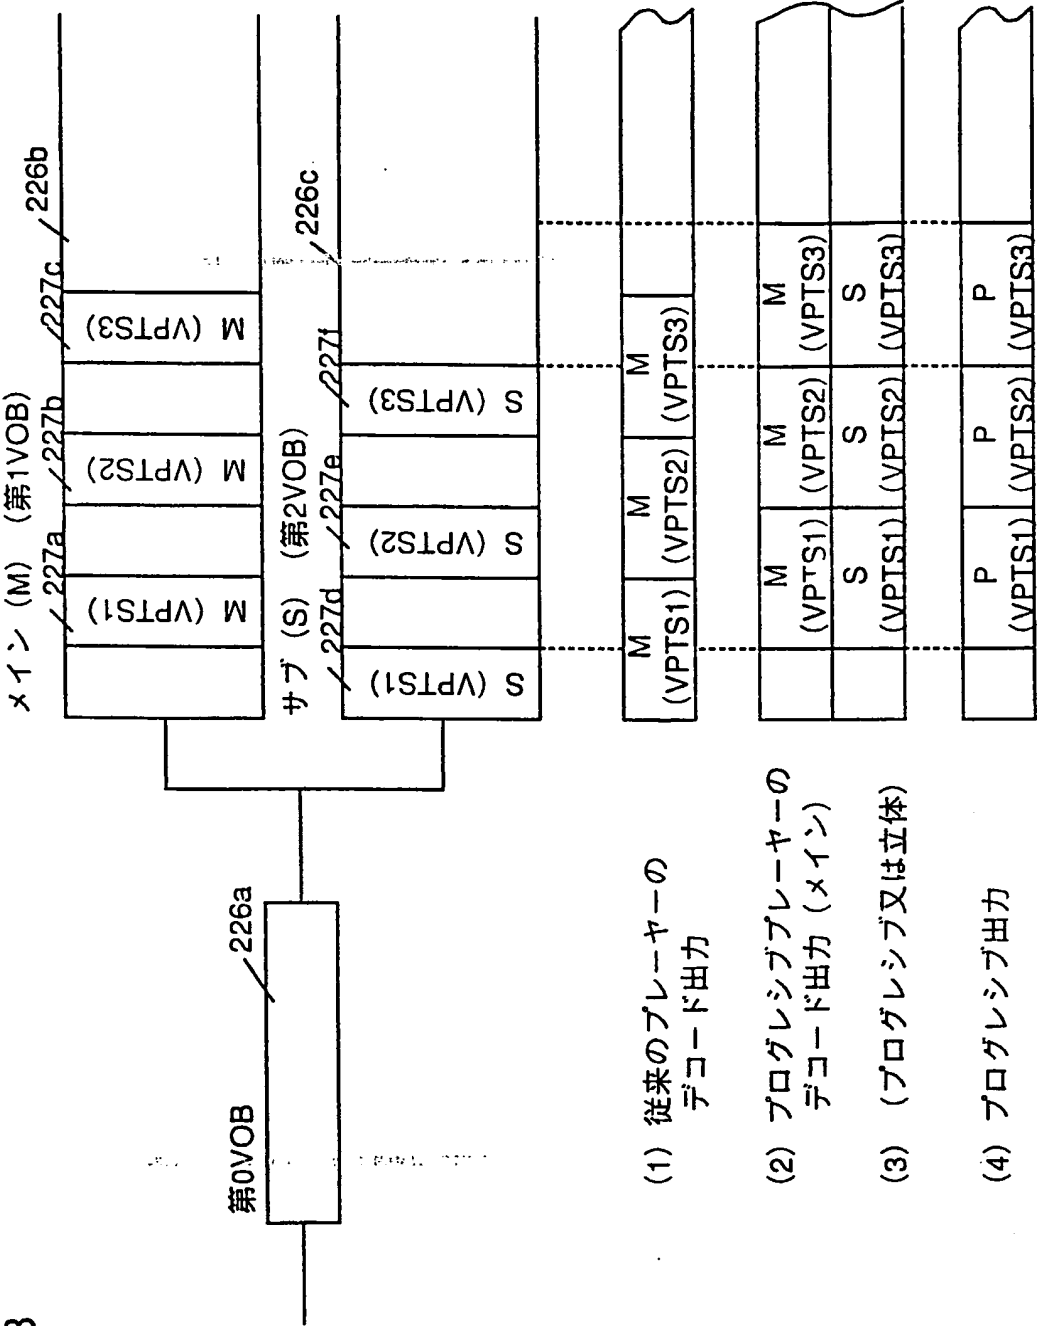 第0VOB
226a
メイン (M) (第1VOB)
227a
227b
227c
226b
M (VPTS1)
M (VPTS2)
M (VPTS3)
サブ (S) (第2VOB)
227d
227e
227f
226c
S (VPTS1)
S (VPTS2)
S (VPTS3)
(1) 従来のプレーヤーの
デコード出力
M
(VPTS1)
M
(VPTS2)
M
(VPTS3)
(2) プログレシブプレーヤーの
デコード出力 (メイン)
M
(VPTS1)
M
(VPTS2)
M
(VPTS3)
(3) (プログレシブ又は立体)
S
(VPTS1)
S
(VPTS2)
S
(VPTS3)
(4) プログレシブ出力
P
(VPTS1)
P
(VPTS2)
P
(VPTS3)